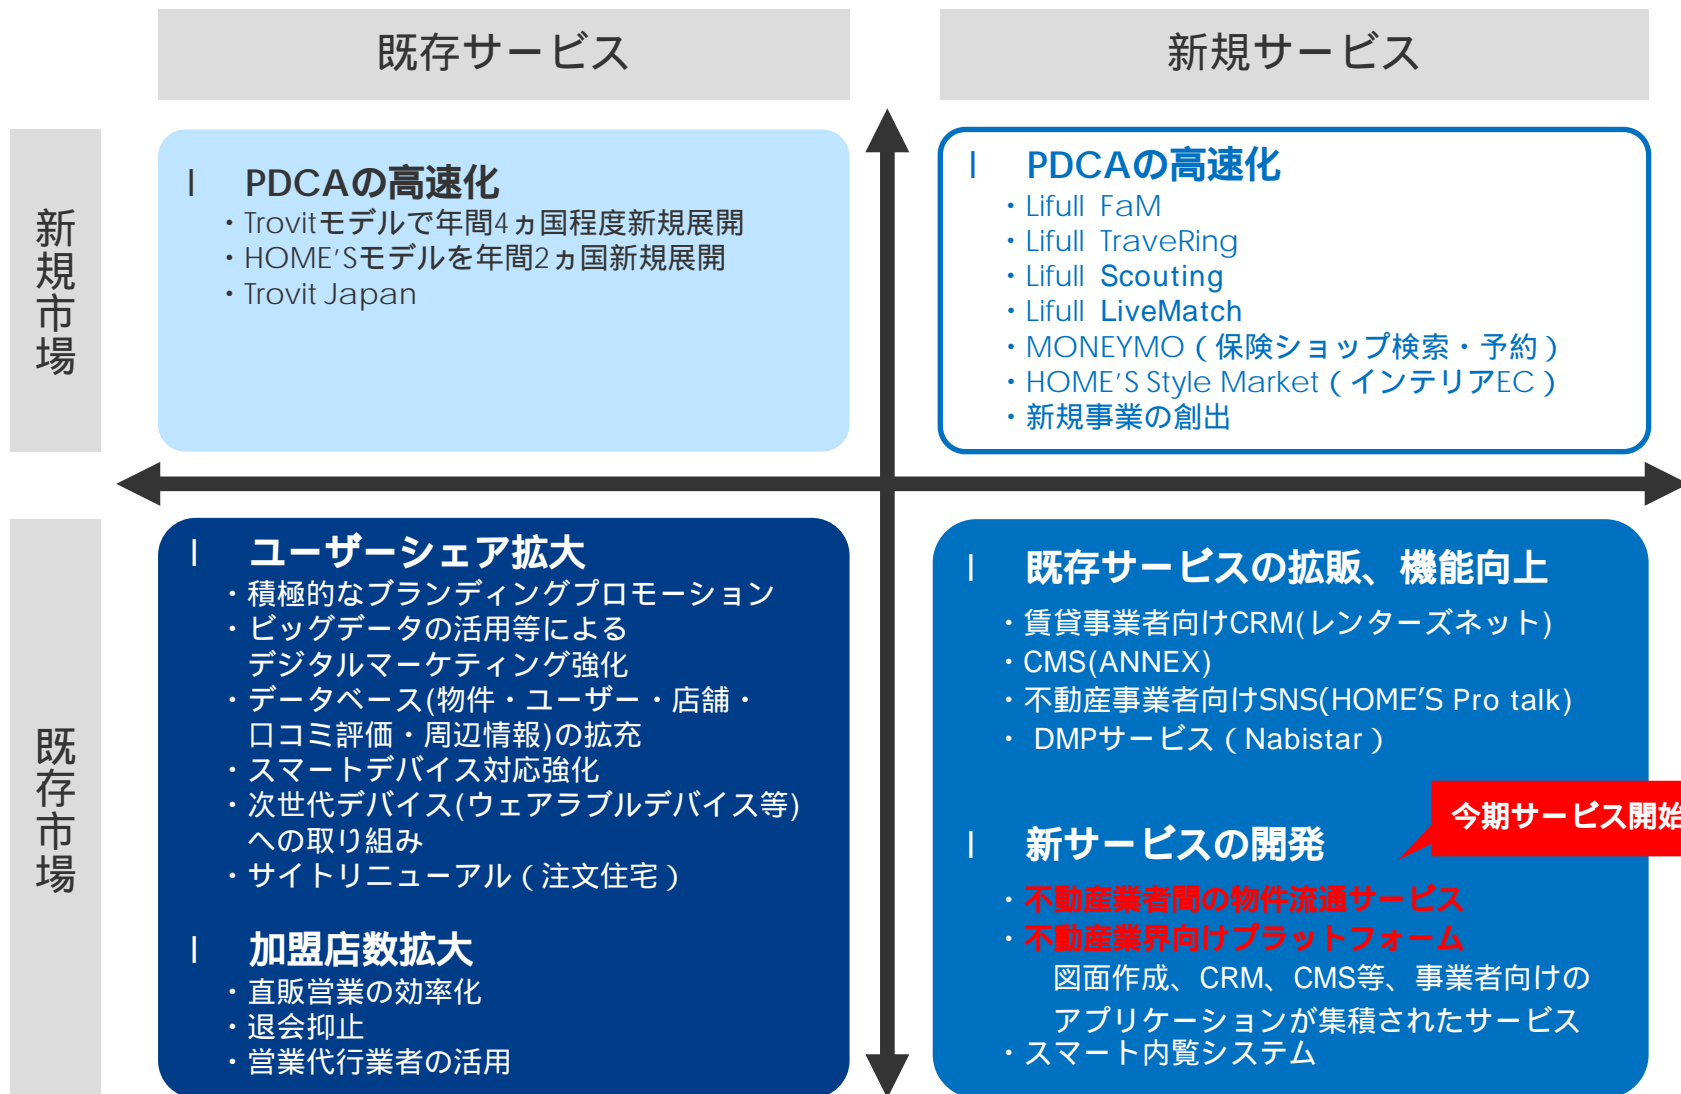 既存サービス
新規サービス
新規市場
l PDCAの高速化
・Trovitモデルで年間4ヵ国程度新規展開
・HOME'Sモデルを年間2ヵ国新規展開
・Trovit Japan
l PDCAの高速化
・Lifull FaM
・Lifull TraveRing
・Lifull Scouting
・Lifull LiveMatch
・MONEYMO（保険ショップ検索・予約）
・HOME'S Style Market（インテリアEC）
・新規事業の創出
既存市場
l ユーザーシェア拡大
・積極的なブランディングプロモーション
・ビッグデータの活用等による
デジタルマーケティング強化
・データベース(物件・ユーザー・店舗・
口コミ評価・周辺情報)の拡充
・スマートデバイス対応強化
・次世代デバイス(ウェアラブルデバイス等)
への取り組み
・サイトリニューアル（注文住宅）
l 加盟店数拡大
・直販営業の効率化
・退会抑止
・営業代行業者の活用
l 既存サービスの拡販、機能向上
・賃貸事業者向けCRM(レンターズネット)
・CMS(ANNEX)
・不動産事業者向けSNS(HOME'S Pro talk)
・ DMPサービス（Nabistar）
今期サービス開始
l 新サービスの開発
・不動産業者間の物件流通サービス
・不動産業界向けプラットフォーム
図面作成、CRM、CMS等、事業者向けの
アプリケーションが集積されたサービス
・スマート内覧システム